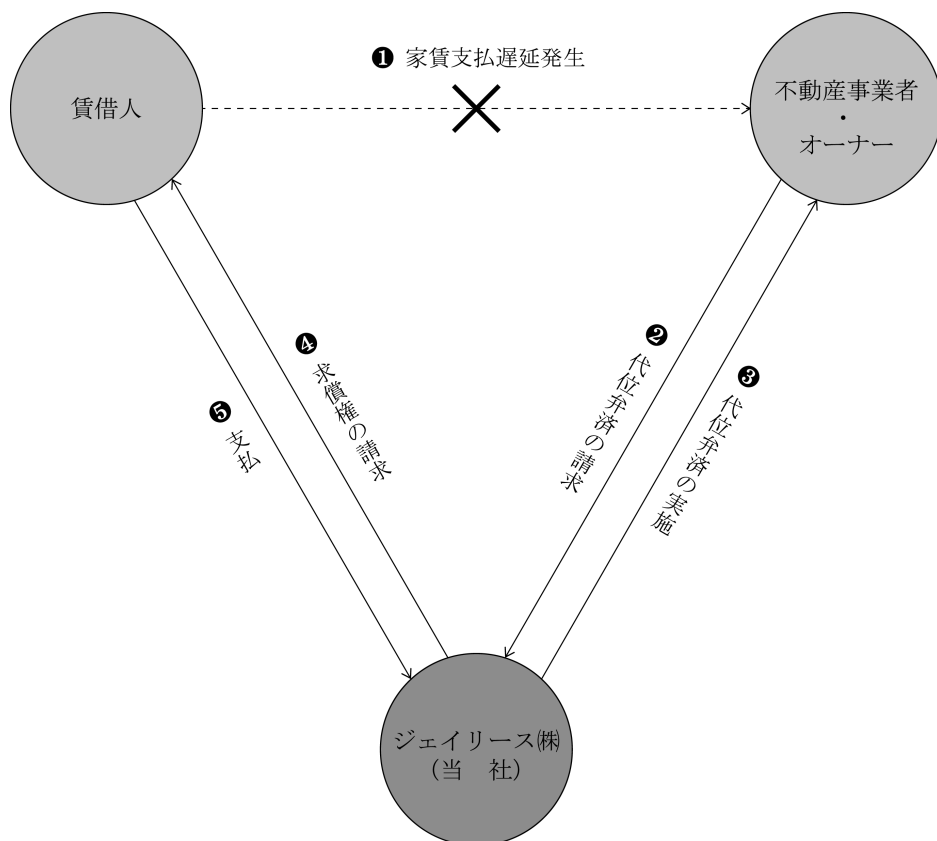 ❶ 家賃支払遅延発生
賃借人
不動産事業者
・
オーナー
❷ 代位弁済の請求
❸ 代位弁済の実施
❹ 求償権の請求
❺ 支払
ジェイリース㈱
（当　社）